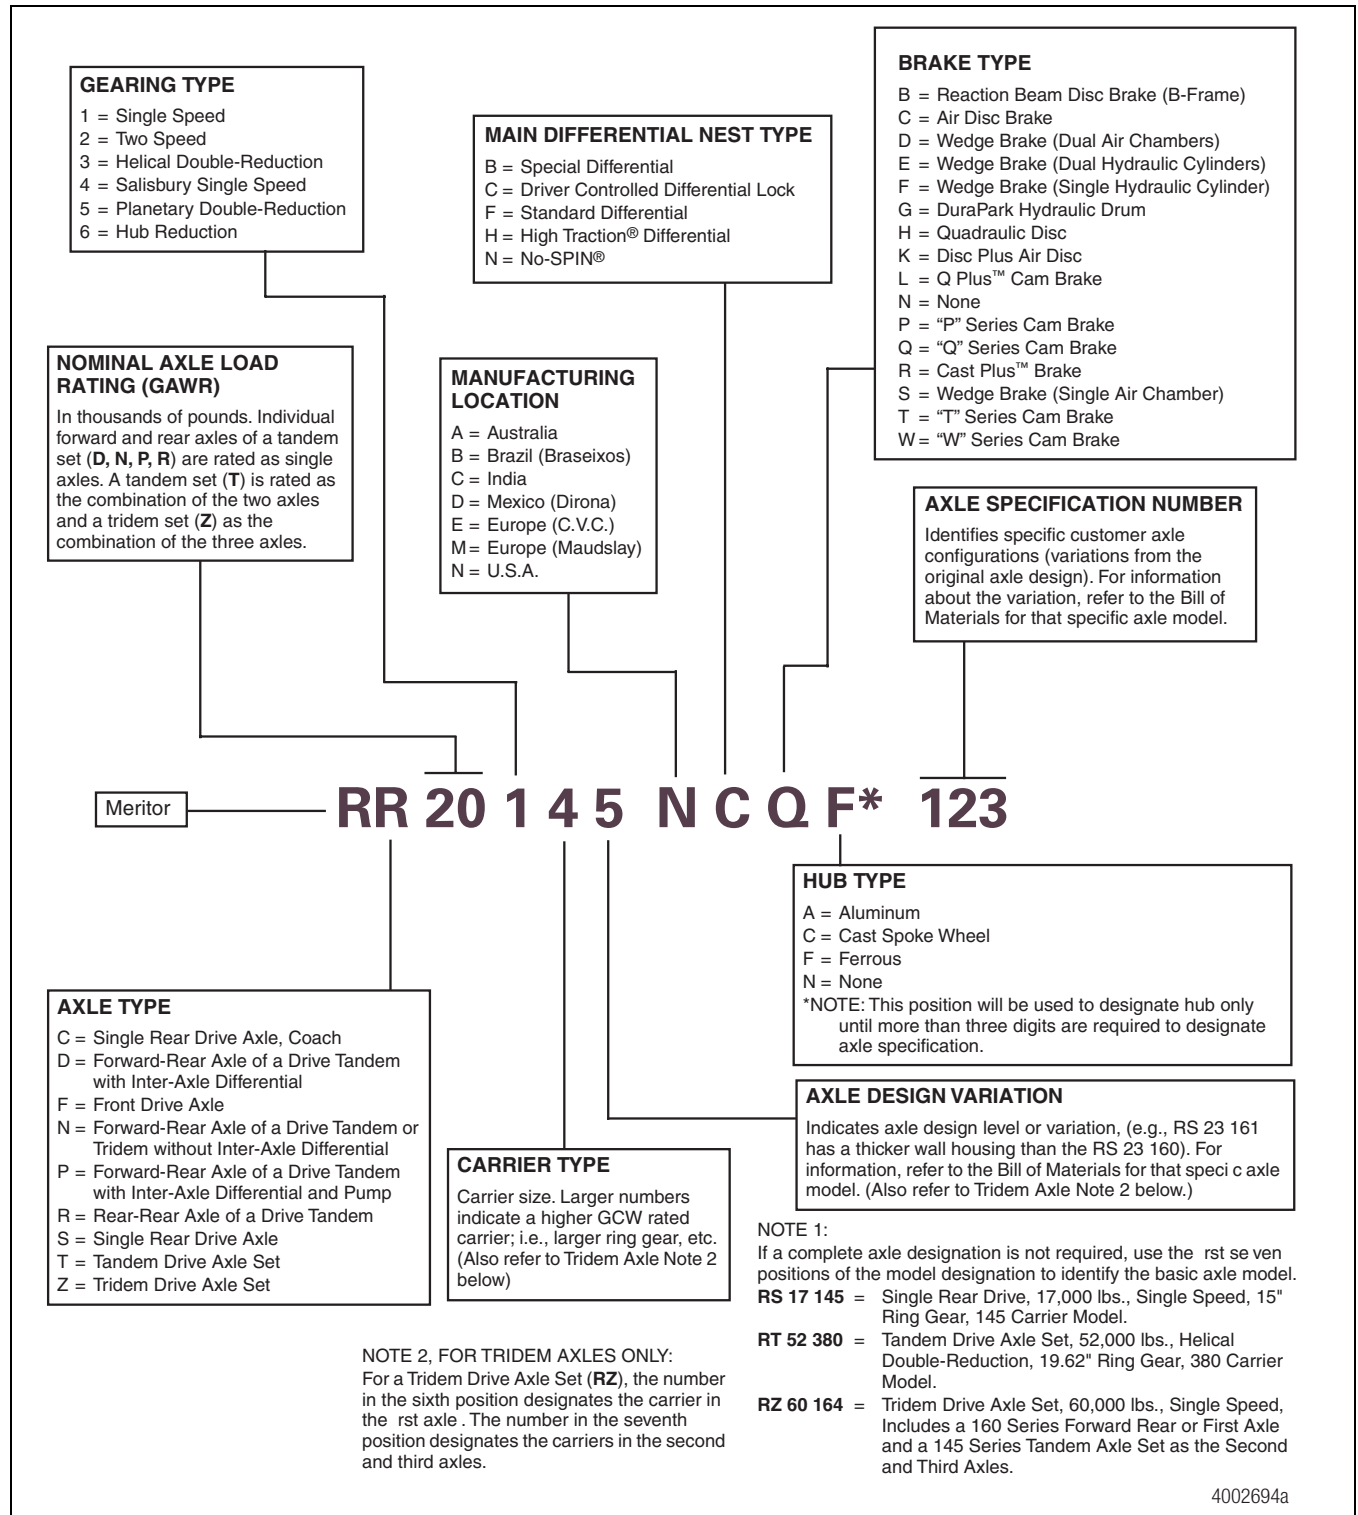 GEARING TYPE
1 = Single Speed
2 = Two Speed
3 = Helical Double-Reduction
4 = Salisbury Single Speed
5 = Planetary Double-Reduction
6 = Hub Reduction
MAIN DIFFERENTIAL NEST TYPE
B = Special Differential
C = Driver Controlled Differential Lock
F = Standard Differential
H = High Traction® Differential
N = No-SPIN®
BRAKE TYPE
B = Reaction Beam Disc Brake (B-Frame)
C = Air Disc Brake
D = Wedge Brake (Dual Air Chambers)
E = Wedge Brake (Dual Hydraulic Cylinders)
F = Wedge Brake (Single Hydraulic Cylinder)
G = DuraPark Hydraulic Drum
H = Quadraulic Disc
K = Disc Plus Air Disc
L = Q Plus™ Cam Brake
N = None
P = “P” Series Cam Brake
Q = “Q” Series Cam Brake
R = Cast Plus™ Brake
S = Wedge Brake (Single Air Chamber)
T = “T” Series Cam Brake
W = “W” Series Cam Brake
NOMINAL AXLE LOAD
RATING (GAWR)
In thousands of pounds. Individual
forward and rear axles of a tandem
set (D, N, P, R) are rated as single
axles. A tandem set (T) is rated as
the combination of the two axles
and a tridem set (Z) as the
combination of the three axles.
MANUFACTURING
LOCATION
A = Australia
B = Brazil (Braseixos)
C = India
D = Mexico (Dirona)
E = Europe (C.V.C.)
M = Europe (Maudslay)
N = U.S.A.
AXLE SPECIFICATION NUMBER
Identifies specific customer axle
configurations (variations from the
original axle design). For information
about the variation, refer to the Bill of
Materials for that specific axle model.
Meritor
RR 20 1 4 5 N C Q F* 123
HUB TYPE
A = Aluminum
C = Cast Spoke Wheel
F = Ferrous
N = None
*NOTE: This position will be used to designate hub only
until more than three digits are required to designate
axle specification.
AXLE TYPE
C = Single Rear Drive Axle, Coach
D = Forward-Rear Axle of a Drive Tandem
with Inter-Axle Differential
F = Front Drive Axle
N = Forward-Rear Axle of a Drive Tandem or
Tridem without Inter-Axle Differential
P = Forward-Rear Axle of a Drive Tandem
with Inter-Axle Differential and Pump
R = Rear-Rear Axle of a Drive Tandem
S = Single Rear Drive Axle
T = Tandem Drive Axle Set
Z = Tridem Drive Axle Set
CARRIER TYPE
Carrier size. Larger numbers
indicate a higher GCW rated
carrier; i.e., larger ring gear, etc.
(Also refer to Tridem Axle Note 2
below)
AXLE DESIGN VARIATION
Indicates axle design level or variation, (e.g., RS 23 161
has a thicker wall housing than the RS 23 160). For
information, refer to the Bill of Materials for that speci c axle
model. (Also refer to Tridem Axle Note 2 below.)
NOTE 1:
If a complete axle designation is not required, use the rst se ven
positions of the model designation to identify the basic axle model.
RS 17 145 = Single Rear Drive, 17,000 lbs., Single Speed, 15"
Ring Gear, 145 Carrier Model.
RT 52 380 = Tandem Drive Axle Set, 52,000 lbs., Helical
Double-Reduction, 19.62" Ring Gear, 380 Carrier
Model.
RZ 60 164 = Tridem Drive Axle Set, 60,000 lbs., Single Speed,
Includes a 160 Series Forward Rear or First Axle
and a 145 Series Tandem Axle Set as the Second
and Third Axles.
NOTE 2, FOR TRIDEM AXLES ONLY:
For a Tridem Drive Axle Set (RZ), the number
in the sixth position designates the carrier in
the rst axle . The number in the seventh
position designates the carriers in the second
and third axles.
4002694a